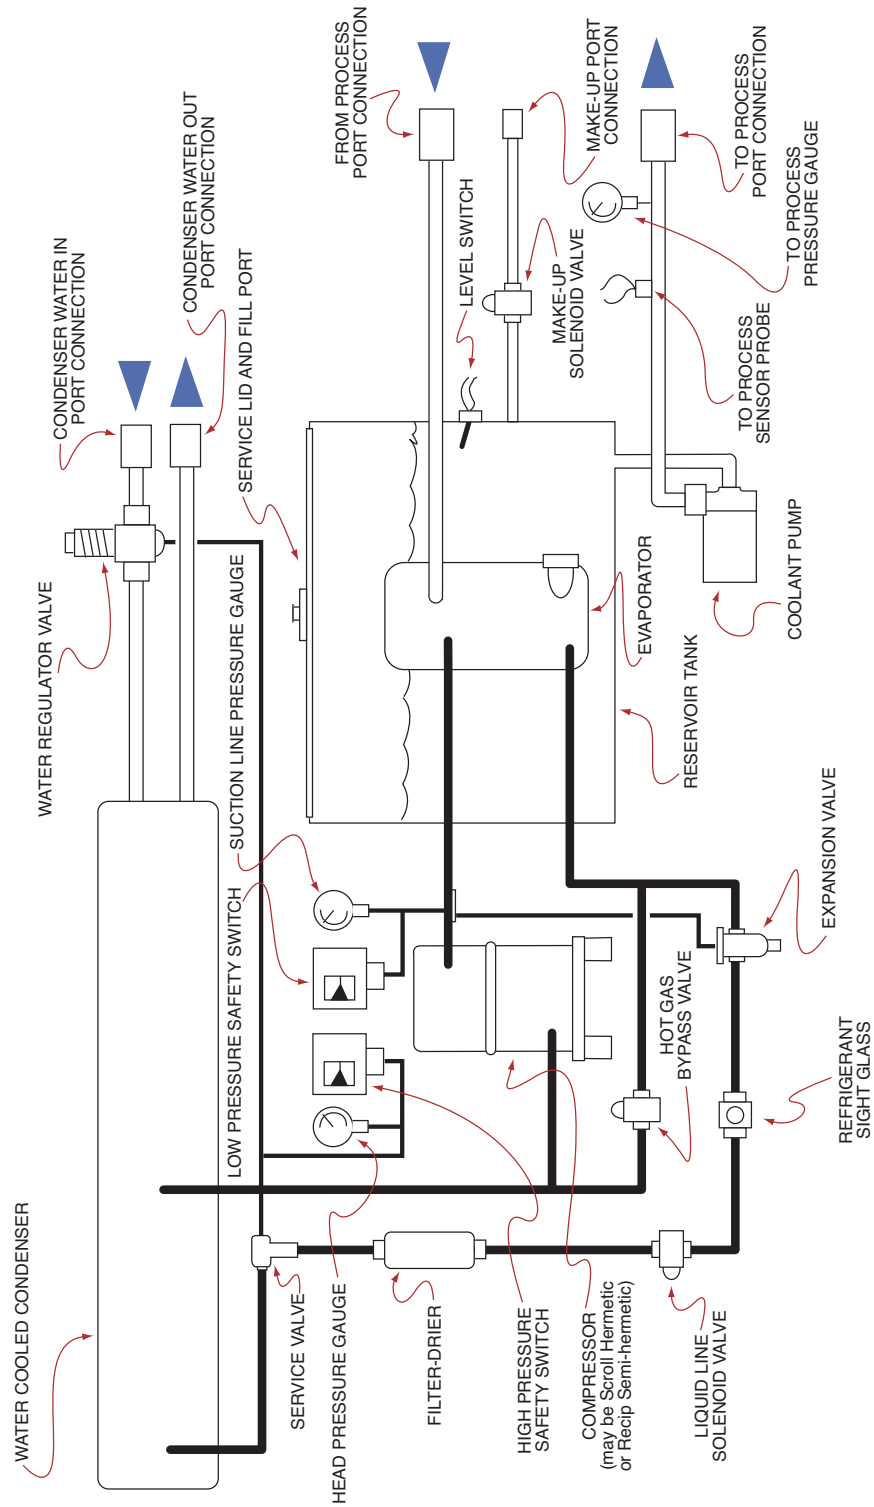 WATER COOLED CONDENSER
WATER REGULATOR VALVE
CONDENSER WATER IN
PORT CONNECTION
CONDENSER WATER OUT
PORT CONNECTION
SERVICE LID AND FILL PORT
SUCTION LINE PRESSURE GAUGE
LOW PRESSURE SAFETY SWITCH
SERVICE VALVE
HEAD PRESSURE GAUGE
FILTER-DRIER
HIGH PRESSURE
SAFETY SWITCH
COMPRESSOR
(may be Scroll Hermetic
or Recip Semi-hermetic)
LIQUID LINE
SOLENOID VALVE
HOT GAS
BYPASS VALVE
REFRIGERANT
SIGHT GLASS
EXPANSION VALVE
RESERVOIR TANK
EVAPORATOR
COOLANT PUMP
FROM PROCESS
PORT CONNECTION
LEVEL SWITCH
MAKE-UP
SOLENOID VALVE
MAKE-UP PORT
CONNECTION
TO PROCESS
SENSOR PROBE
TO PROCESS
PRESSURE GAUGE
TO PROCESS
PORT CONNECTION